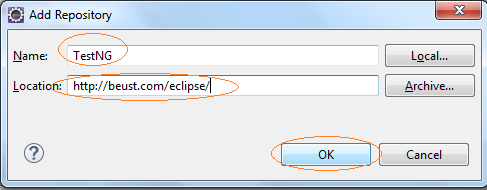 Add Repository
Name: TestNG Local...
Location: http://beust.com/eclipse/ Archive...
? OK Cancel